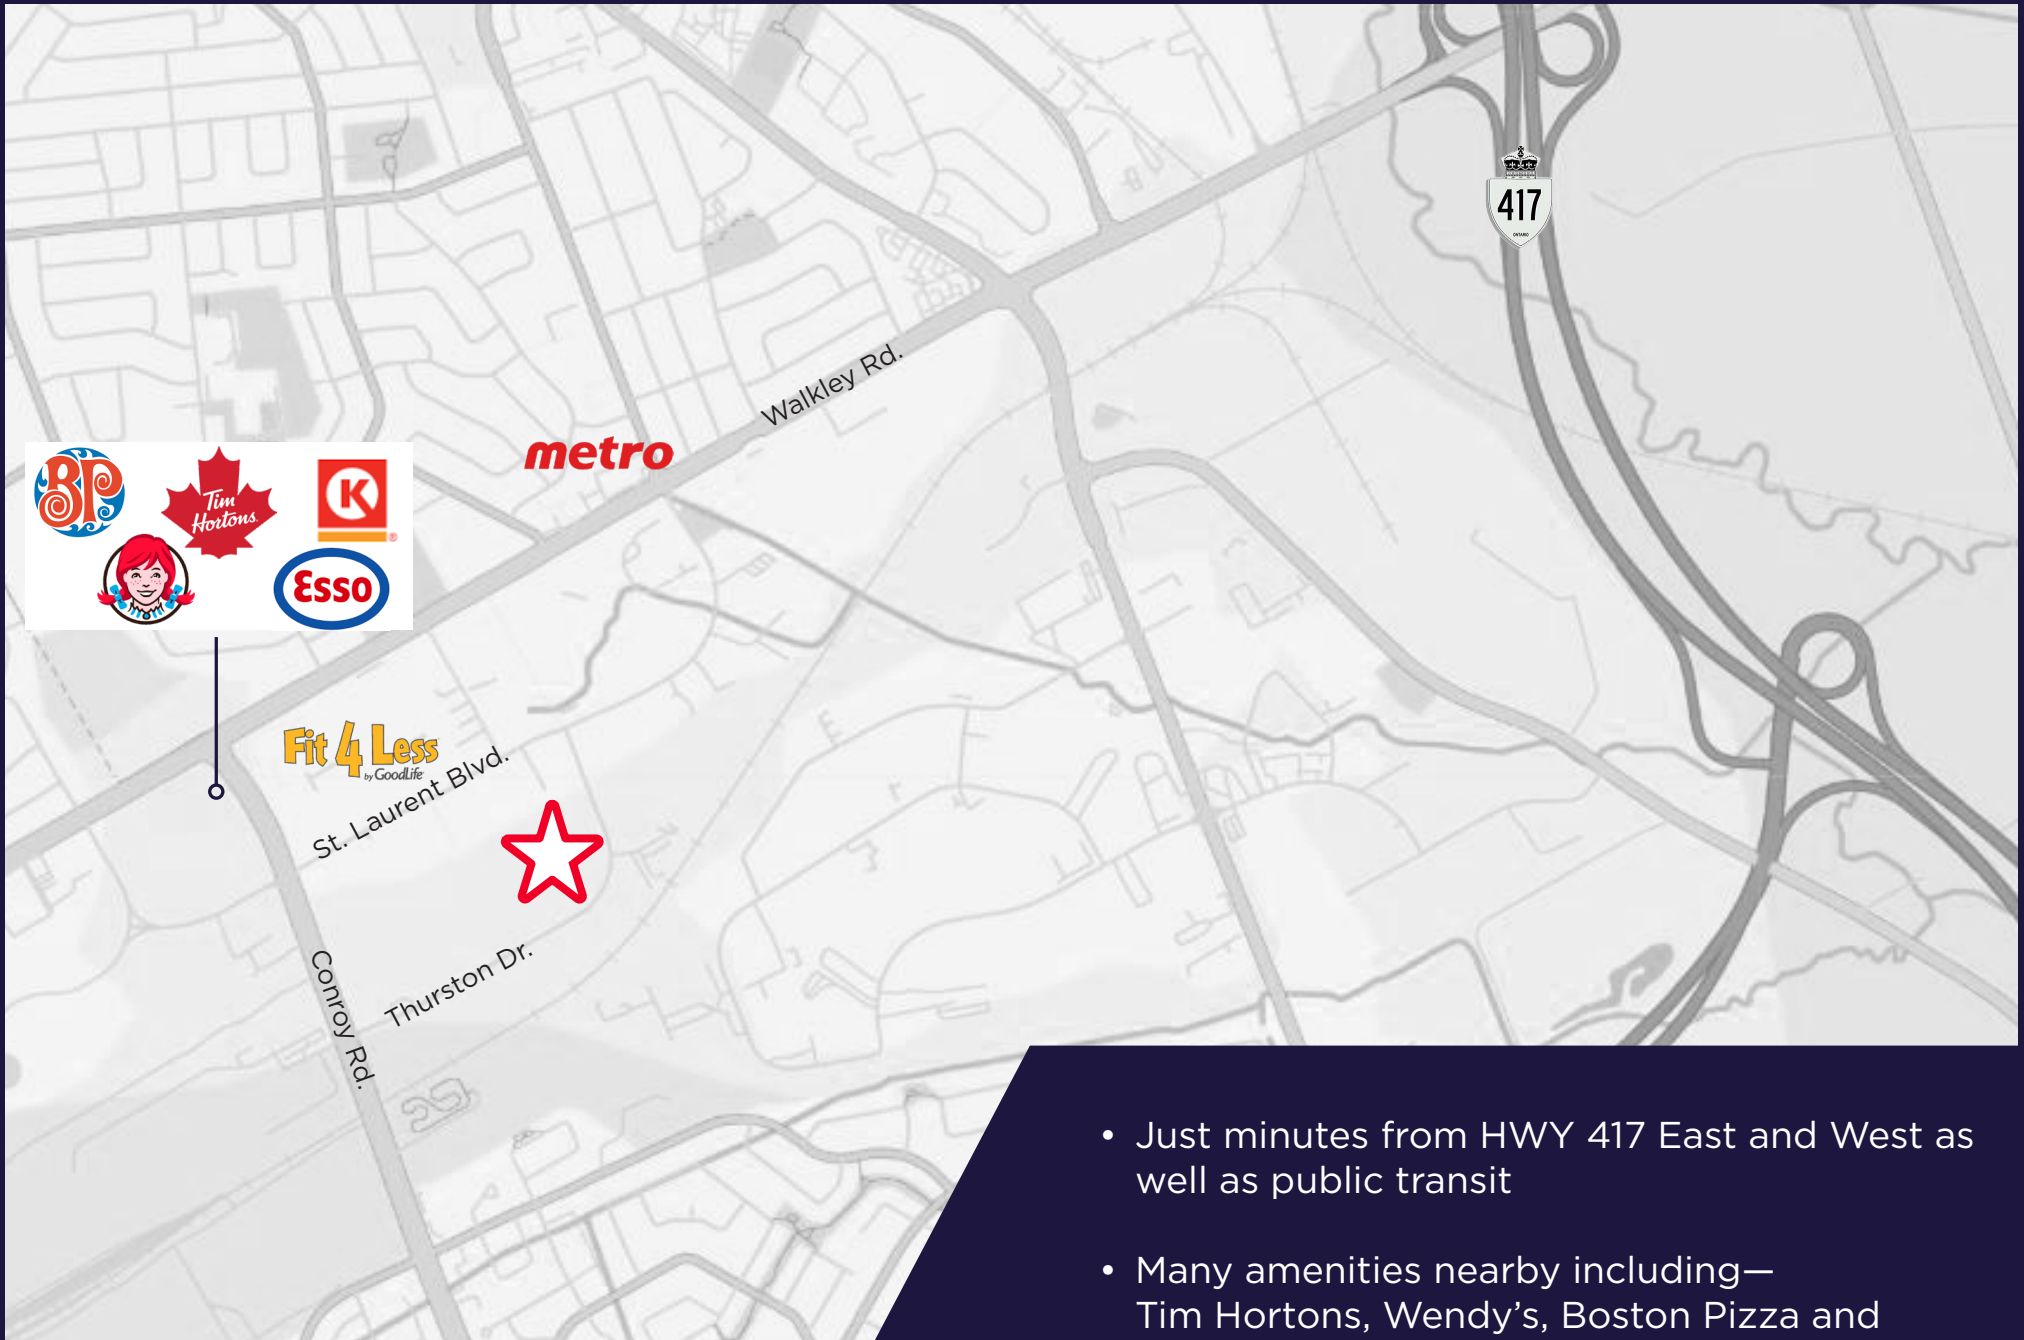 417
ONTARIO
Walkley Rd.
metro
BP
Tim
Hortons
K
Esso
Fit 4 Less
by GoodLife
St. Laurent Blvd.
Thurston Dr.
Conroy Rd.
• Just minutes from HWY 417 East and West as
well as public transit
• Many amenities nearby including—
Tim Hortons, Wendy’s, Boston Pizza and